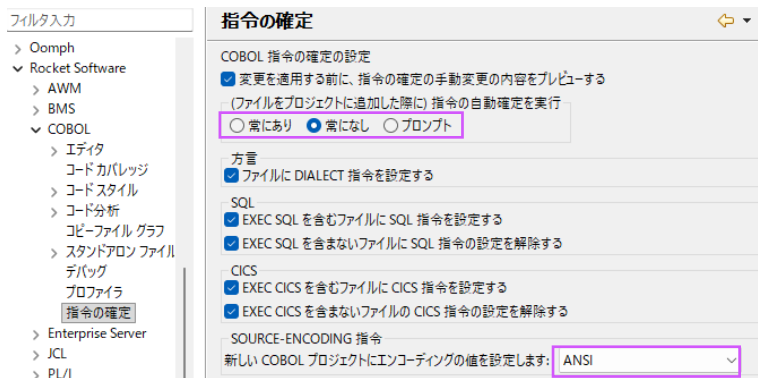 フィルタ入力
Oomph
Rocket Software
AWM
BMS
COBOL
エディタ
コード カバレッジ
コード スタイル
コード分析
コピーファイル グラフ
スタンドアロン ファイル
デバッグ
プロファイラ
指令の確定
Enterprise Server
JCL
PL/I
指令の確定
COBOL 指令の確定の設定
変更を適用する前に、指令の確定の手動変更の内容をプレビューする
(ファイルをプロジェクトに追加した際に) 指令の自動確定を実行
常にあり 常になし プロンプト
方言
ファイルに DIALECT 指令を設定する
SQL
EXEC SQL を含むファイルに SQL 指令を設定する
EXEC SQL を含まないファイルに SQL 指令の設定を解除する
CICS
EXEC CICS を含むファイルに CICS 指令を設定する
EXEC CICS を含まないファイルの CICS 指令の設定を解除する
SOURCE-ENCODING 指令
新しい COBOL プロジェクトにエンコーディングの値を設定します: ANSI